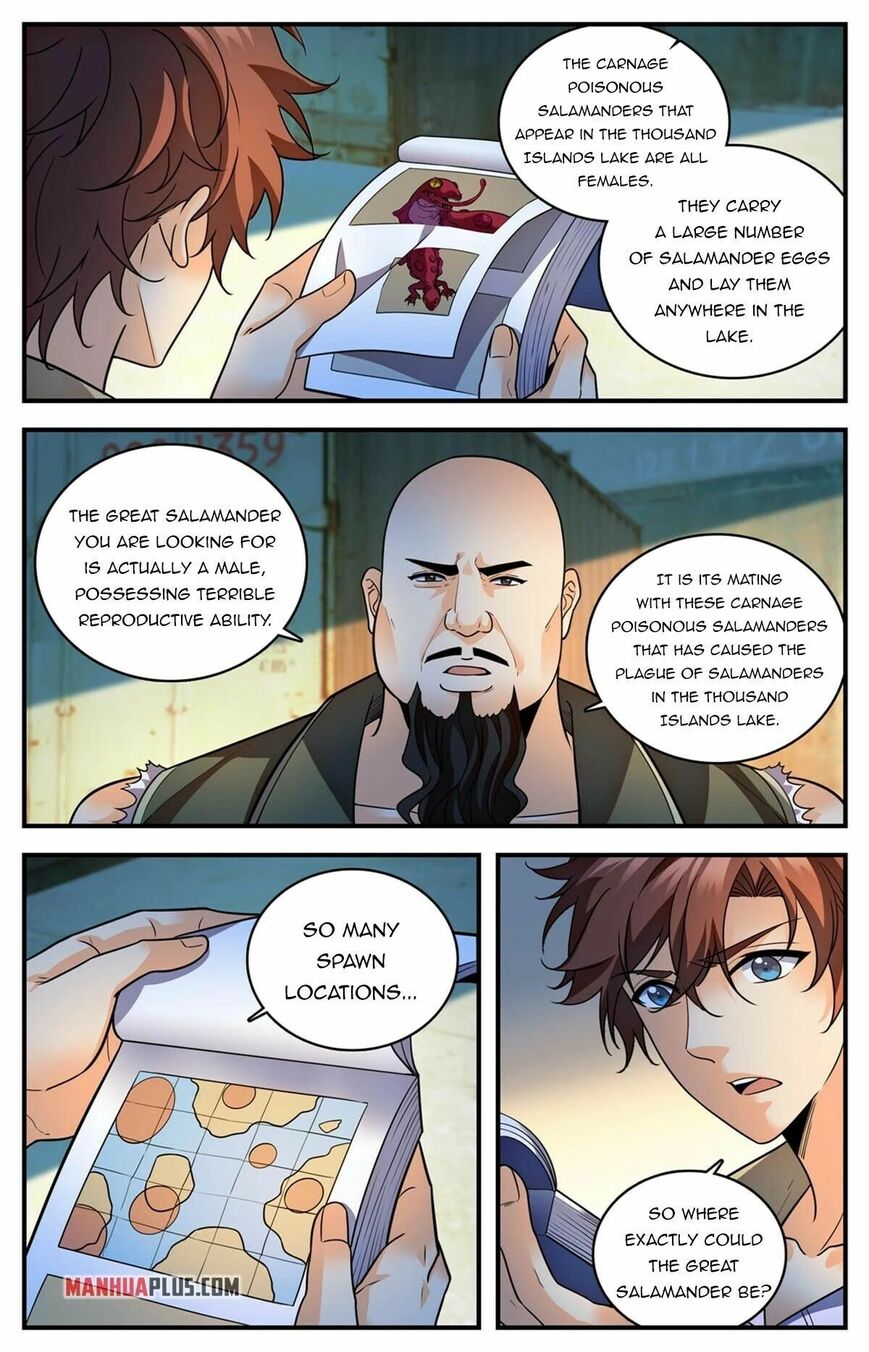 THE CARNAGE
POISONOUS
SALAMANDERS THAT
APPEAR IN THE THOUSAND
ISLANDS LAKE ARE ALL
FEMALES.
THEY CARRY
A LARGE NUMBER
OF SALAMANDER EGGS
AND LAY THEM
ANYWHERE IN THE
LAKE.
1359
THE GREAT SALAMANDER
YOU ARE LOOKING FOR
IS ACTUALLY A MALE,
POSSESSING TERRIBLE
REPRODUCTIVE ABILITY.
IT IS ITS MATING
WITH THESE CARNAGE
POISONOUS SALAMANDERS
THAT HAS CAUSED THE
PLAGUE OF SALAMANDERS
IN THE THOUSAND
ISLANDS LAKE.
SO MANY
SPAWN
LOCATIONS...
SO WHERE
EXACTLY COULD
THE GREAT
SALAMANDER BE?
MANHUAPLUS.COM